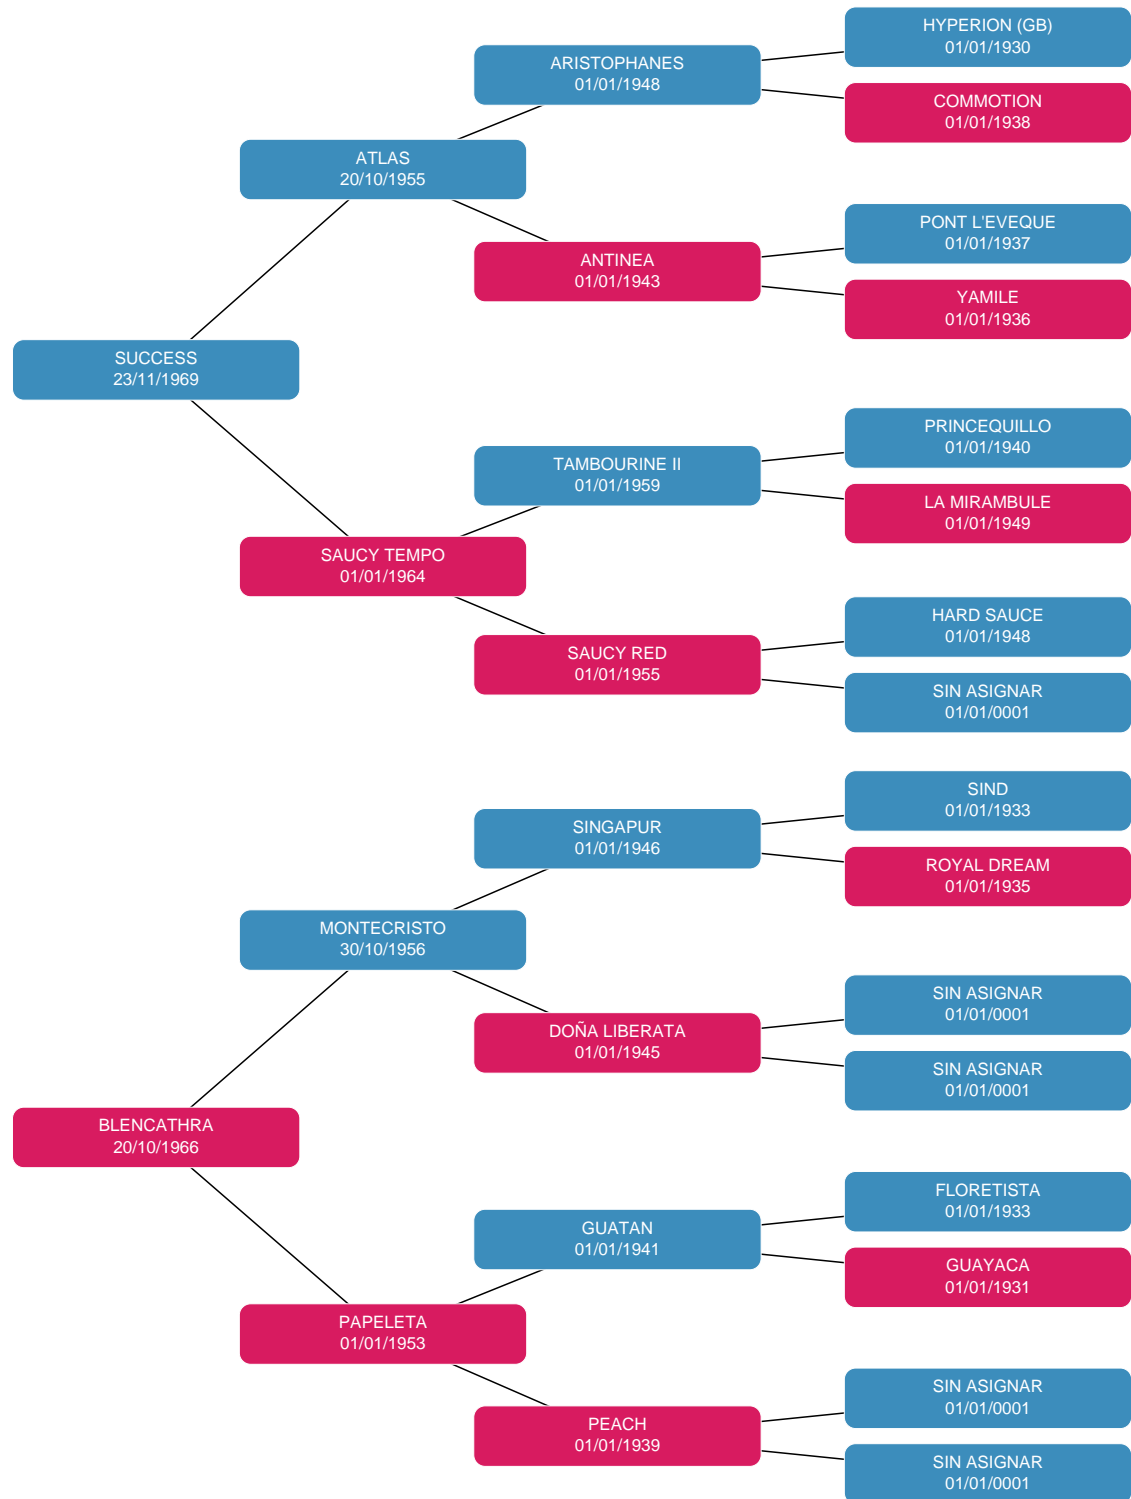 HYPERION (GB)
01/01/1930
ARISTOPHANES
01/01/1948
COMMOTION
01/01/1938
ATLAS
20/10/1955
PONT L'EVEQUE
01/01/1937
ANTINEA
01/01/1943
YAMILE
01/01/1936
SUCCESS
23/11/1969
PRINCEQUILLO
01/01/1940
TAMBOURINE II
01/01/1959
LA MIRAMBULE
01/01/1949
SAUCY TEMPO
01/01/1964
HARD SAUCE
01/01/1948
SAUCY RED
01/01/1955
SIN ASIGNAR
01/01/0001
SIND
01/01/1933
SINGAPUR
01/01/1946
ROYAL DREAM
01/01/1935
MONTECRISTO
30/10/1956
SIN ASIGNAR
01/01/0001
DOÑA LIBERATA
01/01/1945
SIN ASIGNAR
01/01/0001
BLENCATHRA
20/10/1966
FLORETISTA
01/01/1933
GUATAN
01/01/1941
GUAYACA
01/01/1931
PAPELETA
01/01/1953
SIN ASIGNAR
01/01/0001
PEACH
01/01/1939
SIN ASIGNAR
01/01/0001